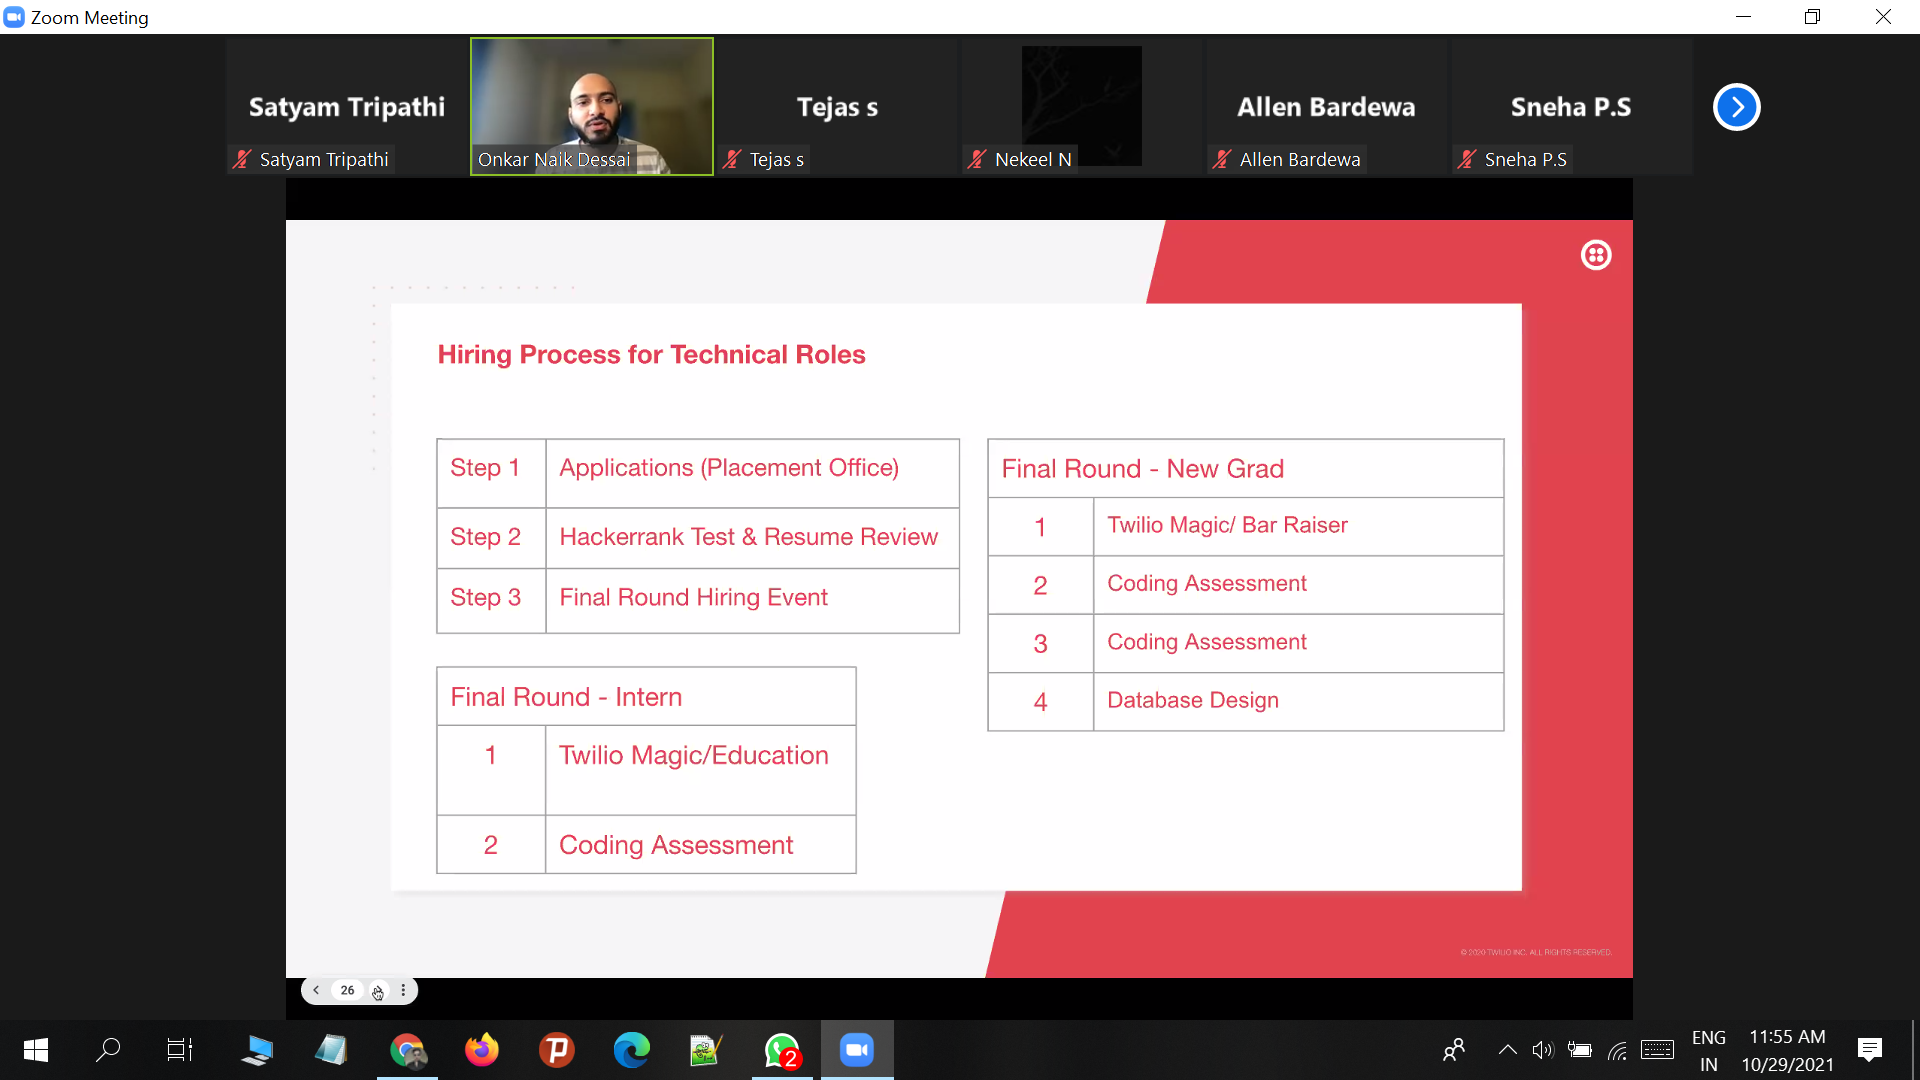 Zoom Meeting
Satyam Tripathi
Tejas s
Allen Bardewa
Sneha P.S
Satyam Tripathi
Onkar Naik Dessai
Tejas s
Nekeel N
Allen Bardewa
Sneha P.S
Hiring Process for Technical Roles
Step 1 Applications (Placement Office)
Step 2 Hackerrank Test & Resume Review
Step 3 Final Round Hiring Event
Final Round - Intern
1 Twilio Magic/Education
2 Coding Assessment
Final Round - New Grad
1 Twilio Magic/ Bar Raiser
2 Coding Assessment
3 Coding Assessment
4 Database Design
© 2020 TWILIO INC. ALL RIGHTS RESERVED.
26
2
ENG
IN
11:55 AM
10/29/2021